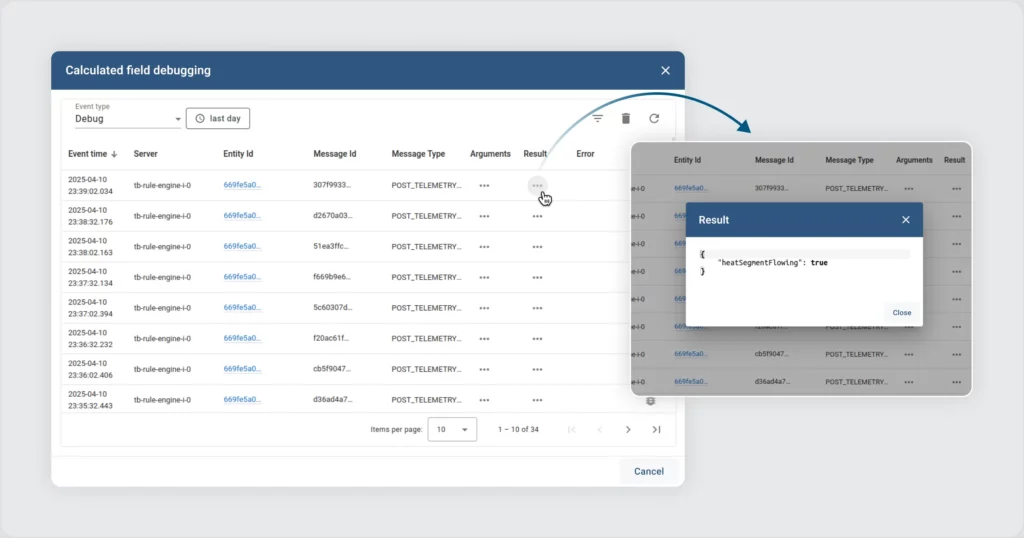 Calculated field debugging
Event type
Debug
last day
Event time Server Entity Id Message Id Message Type Arguments Result Error
2025-04-10
23:39:02.034 tb-rule-engine-i-0 669fe5a0... 307f9933... POST_TELEMETRY... ••• •••
2025-04-10
23:38:32.176 tb-rule-engine-i-0 669fe5a0... d2670a03... POST_TELEMETRY... ••• •••
2025-04-10
23:38:02.163 tb-rule-engine-i-0 669fe5a0... 51ea3ffc... POST_TELEMETRY... ••• •••
2025-04-10
23:37:32.134 tb-rule-engine-i-0 669fe5a0... f669b9e6... POST_TELEMETRY... ••• •••
2025-04-10
23:37:02.394 tb-rule-engine-i-0 669fe5a0... 5c60307d... POST_TELEMETRY... ••• •••
2025-04-10
23:36:32.232 tb-rule-engine-i-0 669fe5a0... f20ac61f... POST_TELEMETRY... ••• •••
2025-04-10
23:36:02.406 tb-rule-engine-i-0 669fe5a0... cb5f9047... POST_TELEMETRY... ••• •••
2025-04-10
23:35:32.443 tb-rule-engine-i-0 669fe5a0... d36ad4a7... POST_TELEMETRY... ••• •••
Items per page: 10 1 – 10 of 34
Cancel
Entity Id Message Id Message Type Arguments Result
e-i-0 669fe5a0... 307f9933... POST_TELEMETRY... ••• •••
Result
{
"heatSegmentFlowing": true
}
Close
e-i-0 669fe5a0... cb5f9047... POST_TELEMETRY... ••• •••
e-i-0 669fe5a0... d36ad4a7... POST_TELEMETRY... ••• •••